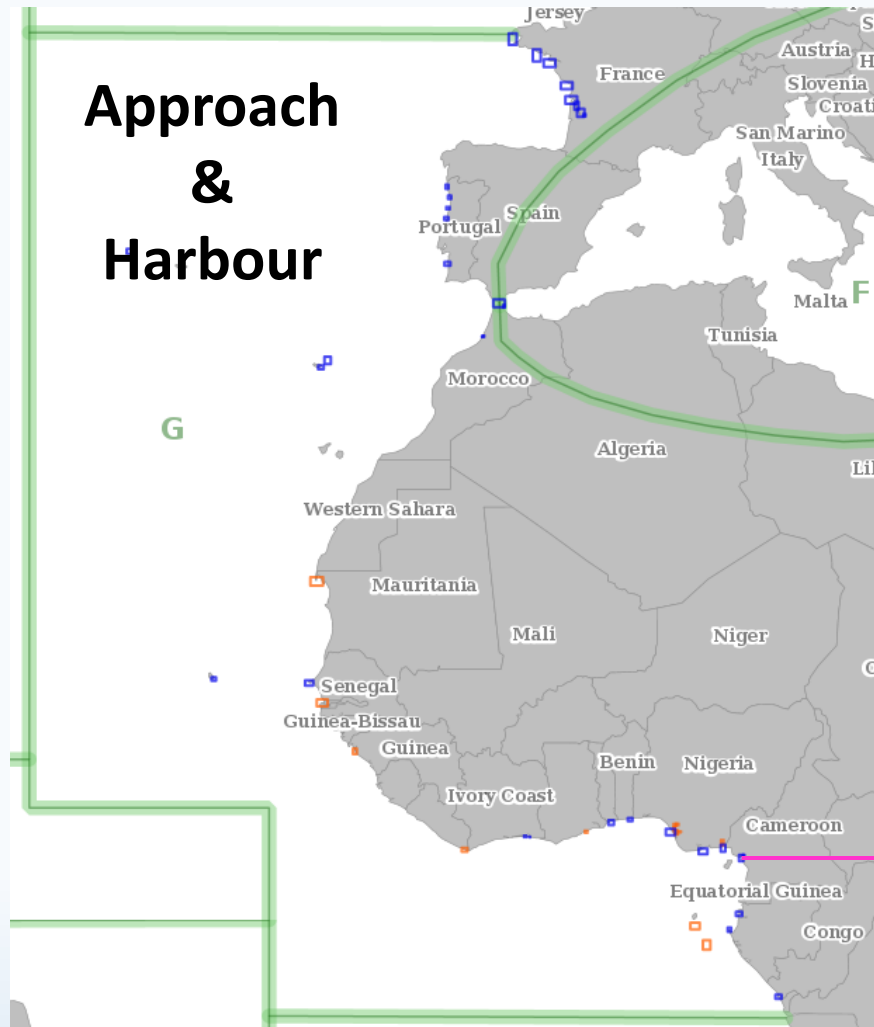 Jersey
S
Austria
H
France
Slovenia
Croati
Approach
&
Harbour
San Marino
Italy
Spain
Portugal
Malta
F
Tunisia
Morocco
G
Algeria
Li
Western Sahara
Mauritania
Mali
Niger
C
Senegal
Guinea-Bissau
Guinea
Benin
Nigeria
Ivory Coast
Cameroon
Equatorial Guinea
Congo